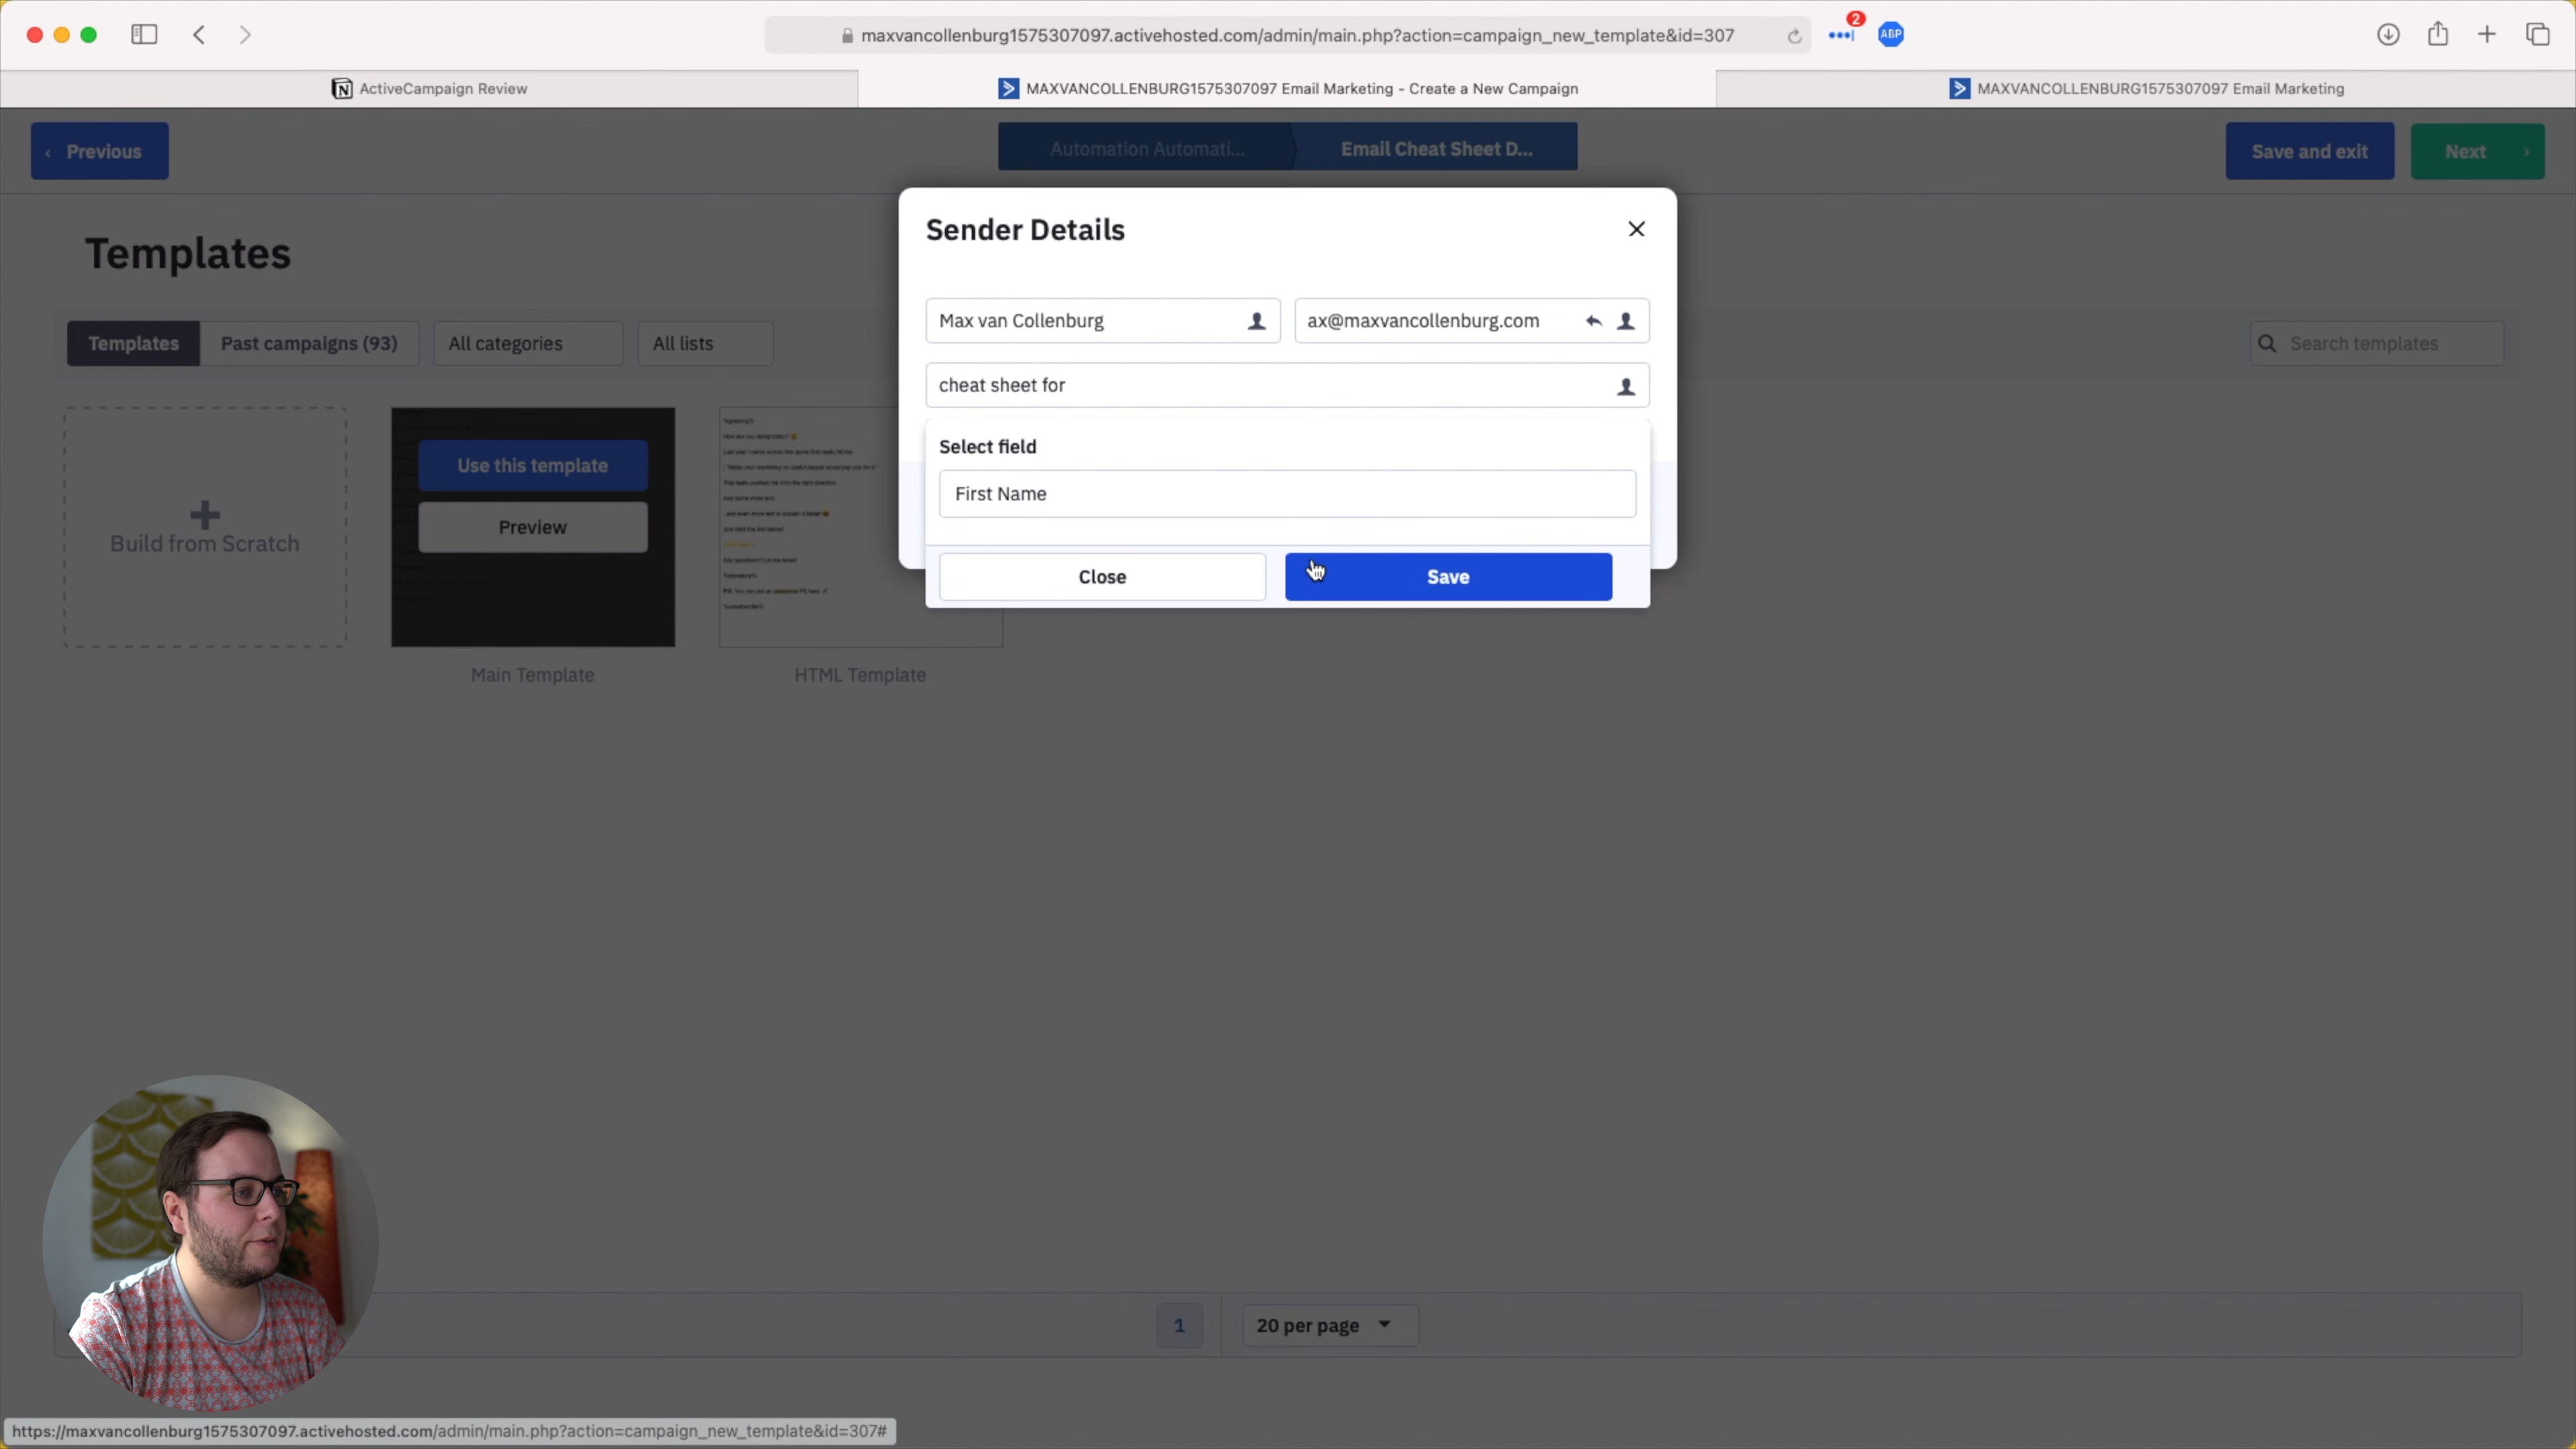 maxvancollenburg1575307097.activehosted.com/admin/main.php?action=campaign_new_template&id=307
2
ABP
ActiveCampaign Review
MAXVANCOLLENBURG1575307097 Email Marketing - Create a New Campaign
MAXVANCOLLENBURG1575307097 Email Marketing
Previous
Automation Automati...
Email Cheat Sheet D...
Save and exit
Next
Sender Details
Templates
Max van Collenburg
ax@maxvancollenburg.com
Templates
Past campaigns (93)
All categories
All lists
Search templates
cheat sheet for
Select field
First Name
Use this template
Preview
Build from Scratch
Close
Save
Main Template
HTML Template
1
20 per page
https://maxvancollenburg1575307097.activehosted.com/admin/main.php?action=campaign_new_template&id=307#